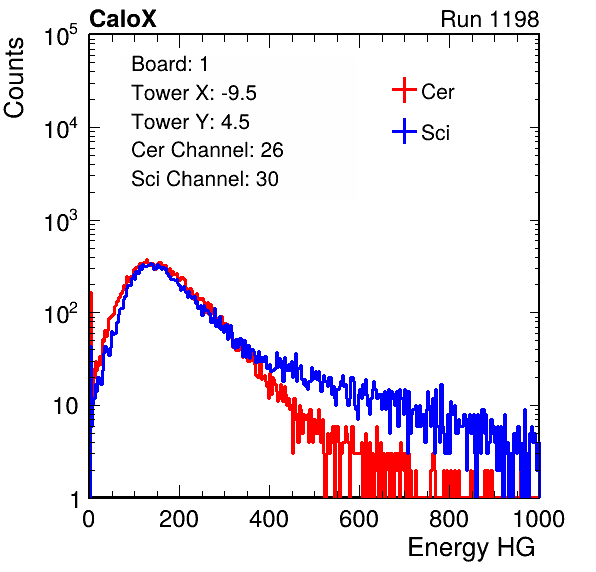 CaloX Run 1198
Counts
10^5
10^4
10^3
10^2
10
1
Board: 1
Tower X: -9.5
Tower Y: 4.5
Cer Channel: 26
Sci Channel: 30
Cer
Sci
0 200 400 600 800 1000
Energy HG